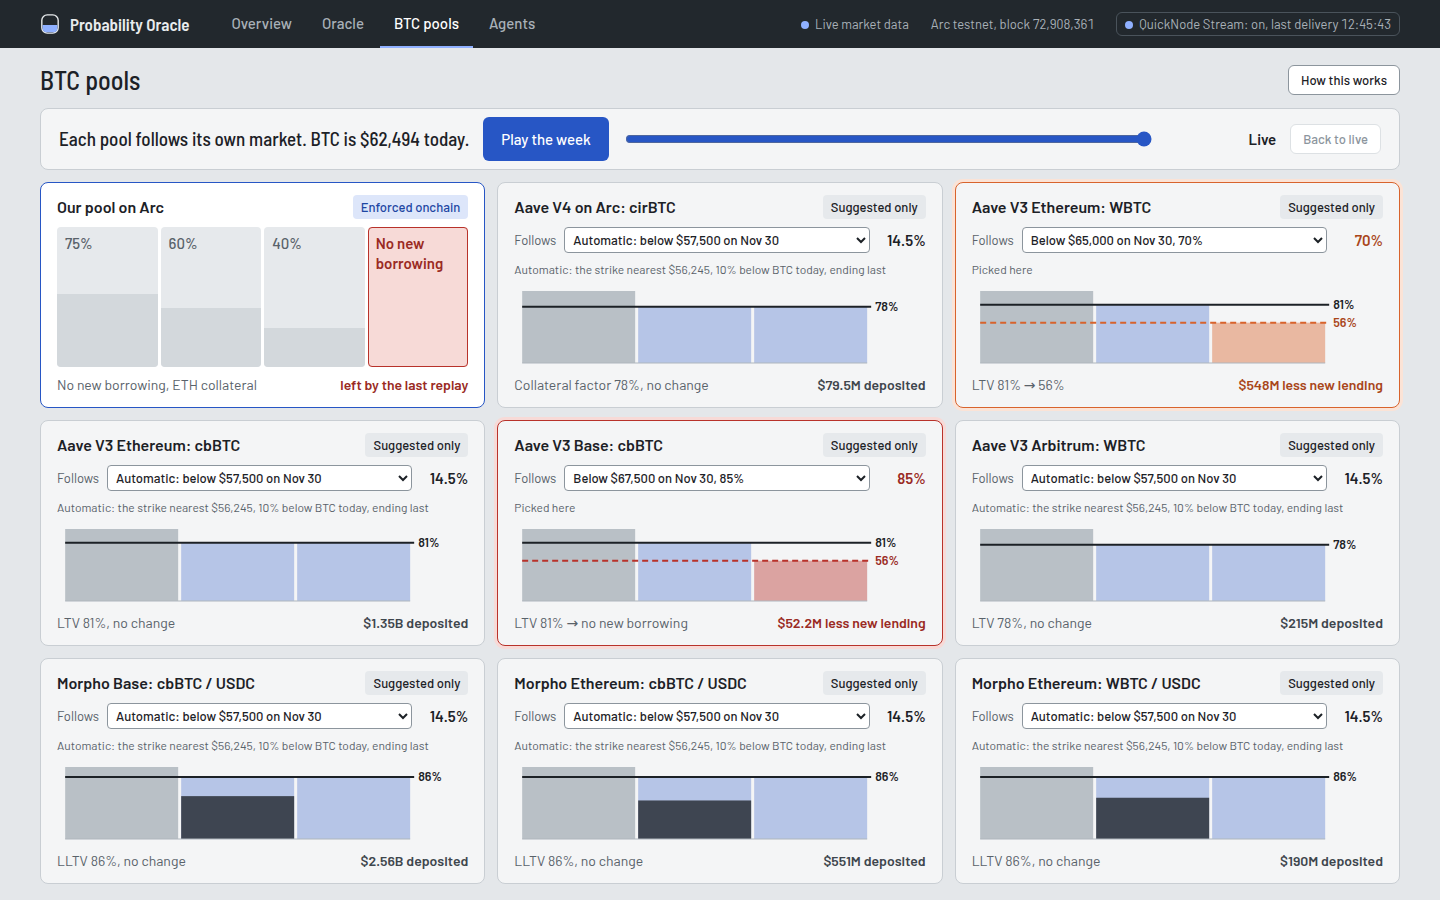 Probability Oracle
Overview
Oracle
BTC pools
Agents
Live market data
Arc testnet, block 72,908,361
QuickNode Stream: on, last delivery 12:45:43
BTC pools
How this works
Each pool follows its own market. BTC is $62,494 today.
Play the week
Live
Back to live
Our pool on Arc
Enforced onchain
75%
60%
40%
No new
borrowing
No new borrowing, ETH collateral
left by the last replay
Aave V4 on Arc: cirBTC
Suggested only
Follows
Automatic: below $57,500 on Nov 30
14.5%
Automatic: the strike nearest $56,245, 10% below BTC today, ending last
78%
Collateral factor 78%, no change
$79.5M deposited
Aave V3 Ethereum: WBTC
Suggested only
Follows
Below $65,000 on Nov 30, 70%
70%
Picked here
81%
56%
LTV 81% → 56%
$548M less new lending
Aave V3 Ethereum: cbBTC
Suggested only
Follows
Automatic: below $57,500 on Nov 30
14.5%
Automatic: the strike nearest $56,245, 10% below BTC today, ending last
81%
LTV 81%, no change
$1.35B deposited
Aave V3 Base: cbBTC
Suggested only
Follows
Below $67,500 on Nov 30, 85%
85%
Picked here
81%
56%
LTV 81% → no new borrowing
$52.2M less new lending
Aave V3 Arbitrum: WBTC
Suggested only
Follows
Automatic: below $57,500 on Nov 30
14.5%
Automatic: the strike nearest $56,245, 10% below BTC today, ending last
78%
LTV 78%, no change
$215M deposited
Morpho Base: cbBTC / USDC
Suggested only
Follows
Automatic: below $57,500 on Nov 30
14.5%
Automatic: the strike nearest $56,245, 10% below BTC today, ending last
86%
LLTV 86%, no change
$2.56B deposited
Morpho Ethereum: cbBTC / USDC
Suggested only
Follows
Automatic: below $57,500 on Nov 30
14.5%
Automatic: the strike nearest $56,245, 10% below BTC today, ending last
86%
LLTV 86%, no change
$551M deposited
Morpho Ethereum: WBTC / USDC
Suggested only
Follows
Automatic: below $57,500 on Nov 30
14.5%
Automatic: the strike nearest $56,245, 10% below BTC today, ending last
86%
LLTV 86%, no change
$190M deposited